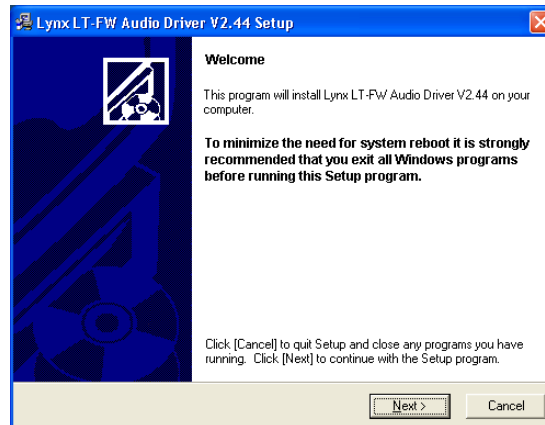 Lynx LT-FW Audio Driver V2.44 Setup
Welcome
This program will install Lynx LT-FW Audio Driver V2.44 on your
computer.
To minimize the need for system reboot it is strongly
recommended that you exit all Windows programs
before running this Setup program.
Click [Cancel] to quit Setup and close any programs you have
running. Click [Next] to continue with the Setup program.
Next >
Cancel